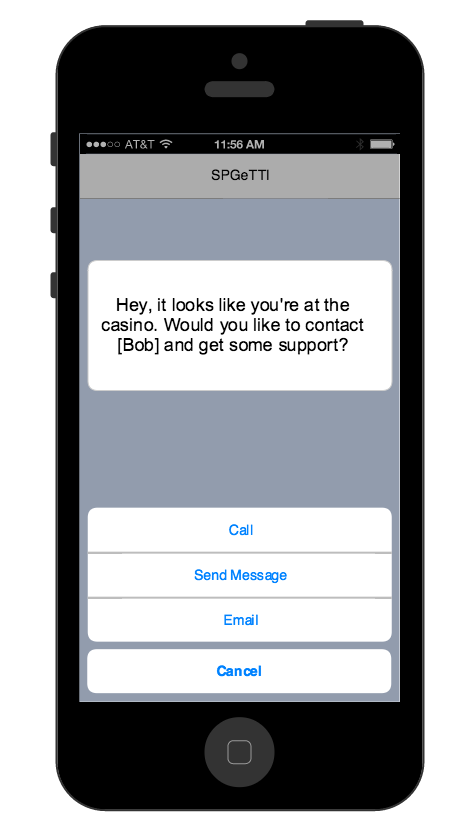 AT&T 11:56 AM
SPGeTTI
Hey, it looks like you're at the
casino. Would you like to contact
[Bob] and get some support?
Call
Send Message
Email
Cancel